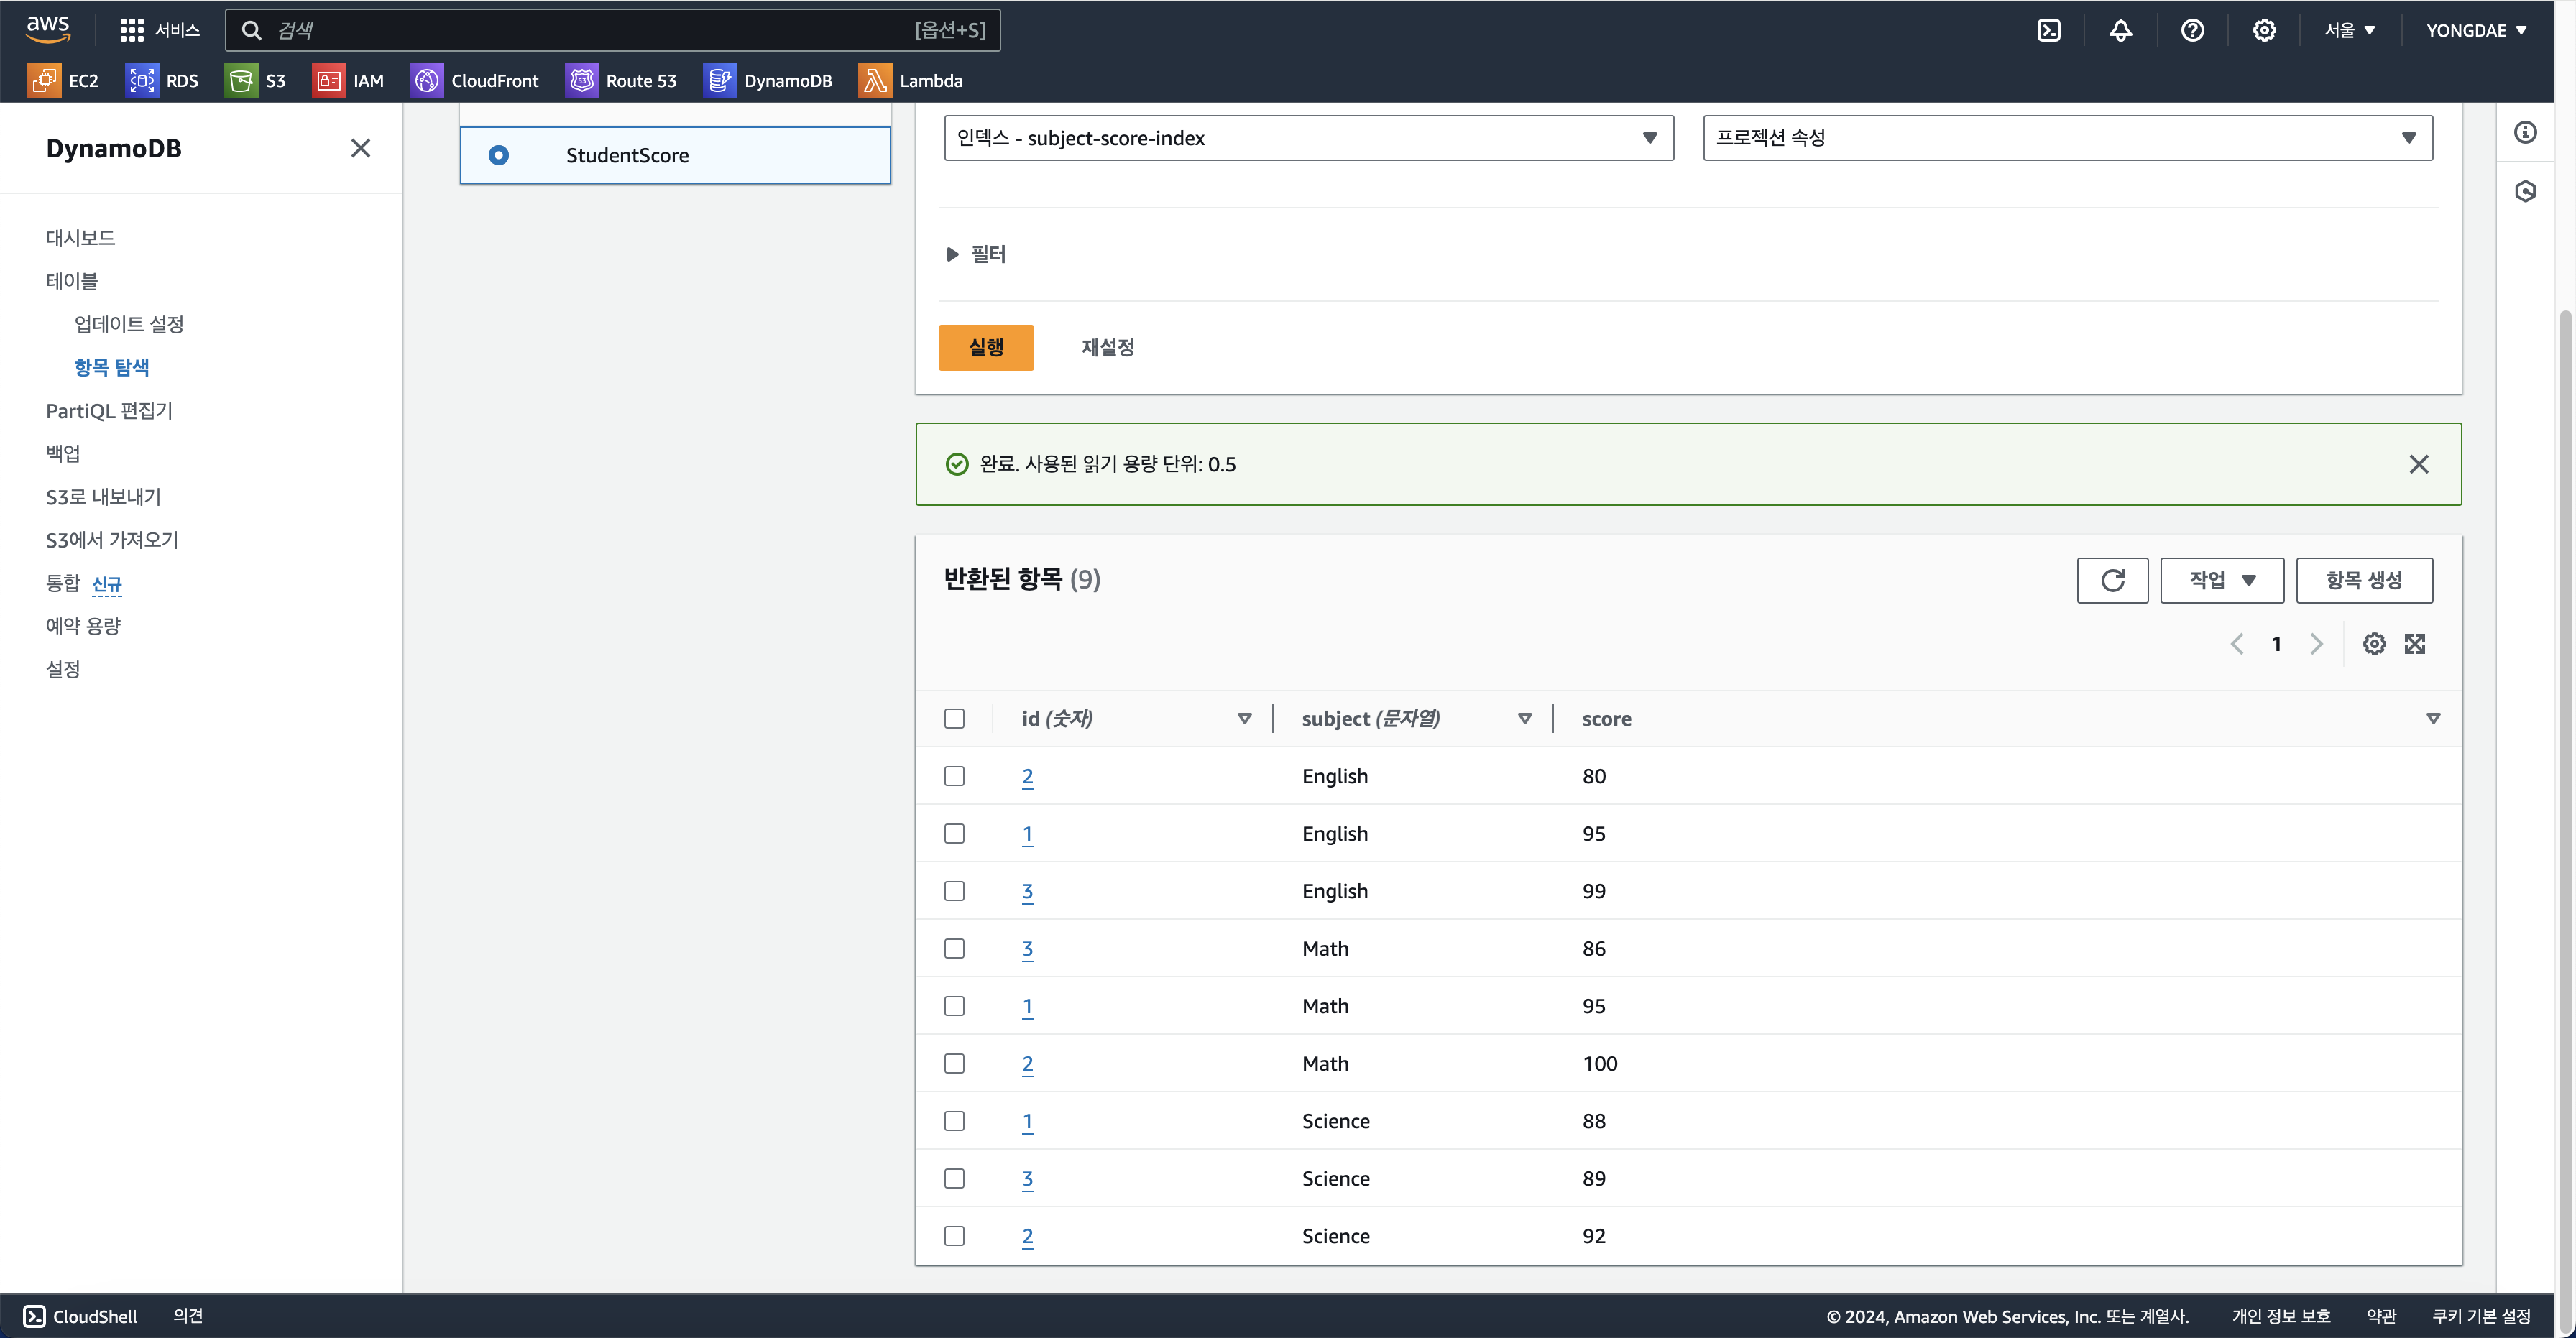 aws 서비스 검색 [옵션+S] 서울 YONGDAE
EC2 RDS S3 IAM CloudFront Route 53 DynamoDB Lambda
DynamoDB
대시보드
테이블
업데이트 설정
항목 탐색
PartiQL 편집기
백업
S3로 내보내기
S3에서 가져오기
통합 신규
예약 용량
설정
StudentScore
인덱스 - subject-score-index 프로젝션 속성
필터
실행 재설정
완료. 사용된 읽기 용량 단위: 0.5
반환된 항목 (9) 작업 항목 생성
1
id (숫자) subject (문자열) score
2 English 80
1 English 95
3 English 99
3 Math 86
1 Math 95
2 Math 100
1 Science 88
3 Science 89
2 Science 92
CloudShell 의견 © 2024, Amazon Web Services, Inc. 또는 계열사. 개인 정보 보호 약관 쿠키 기본 설정